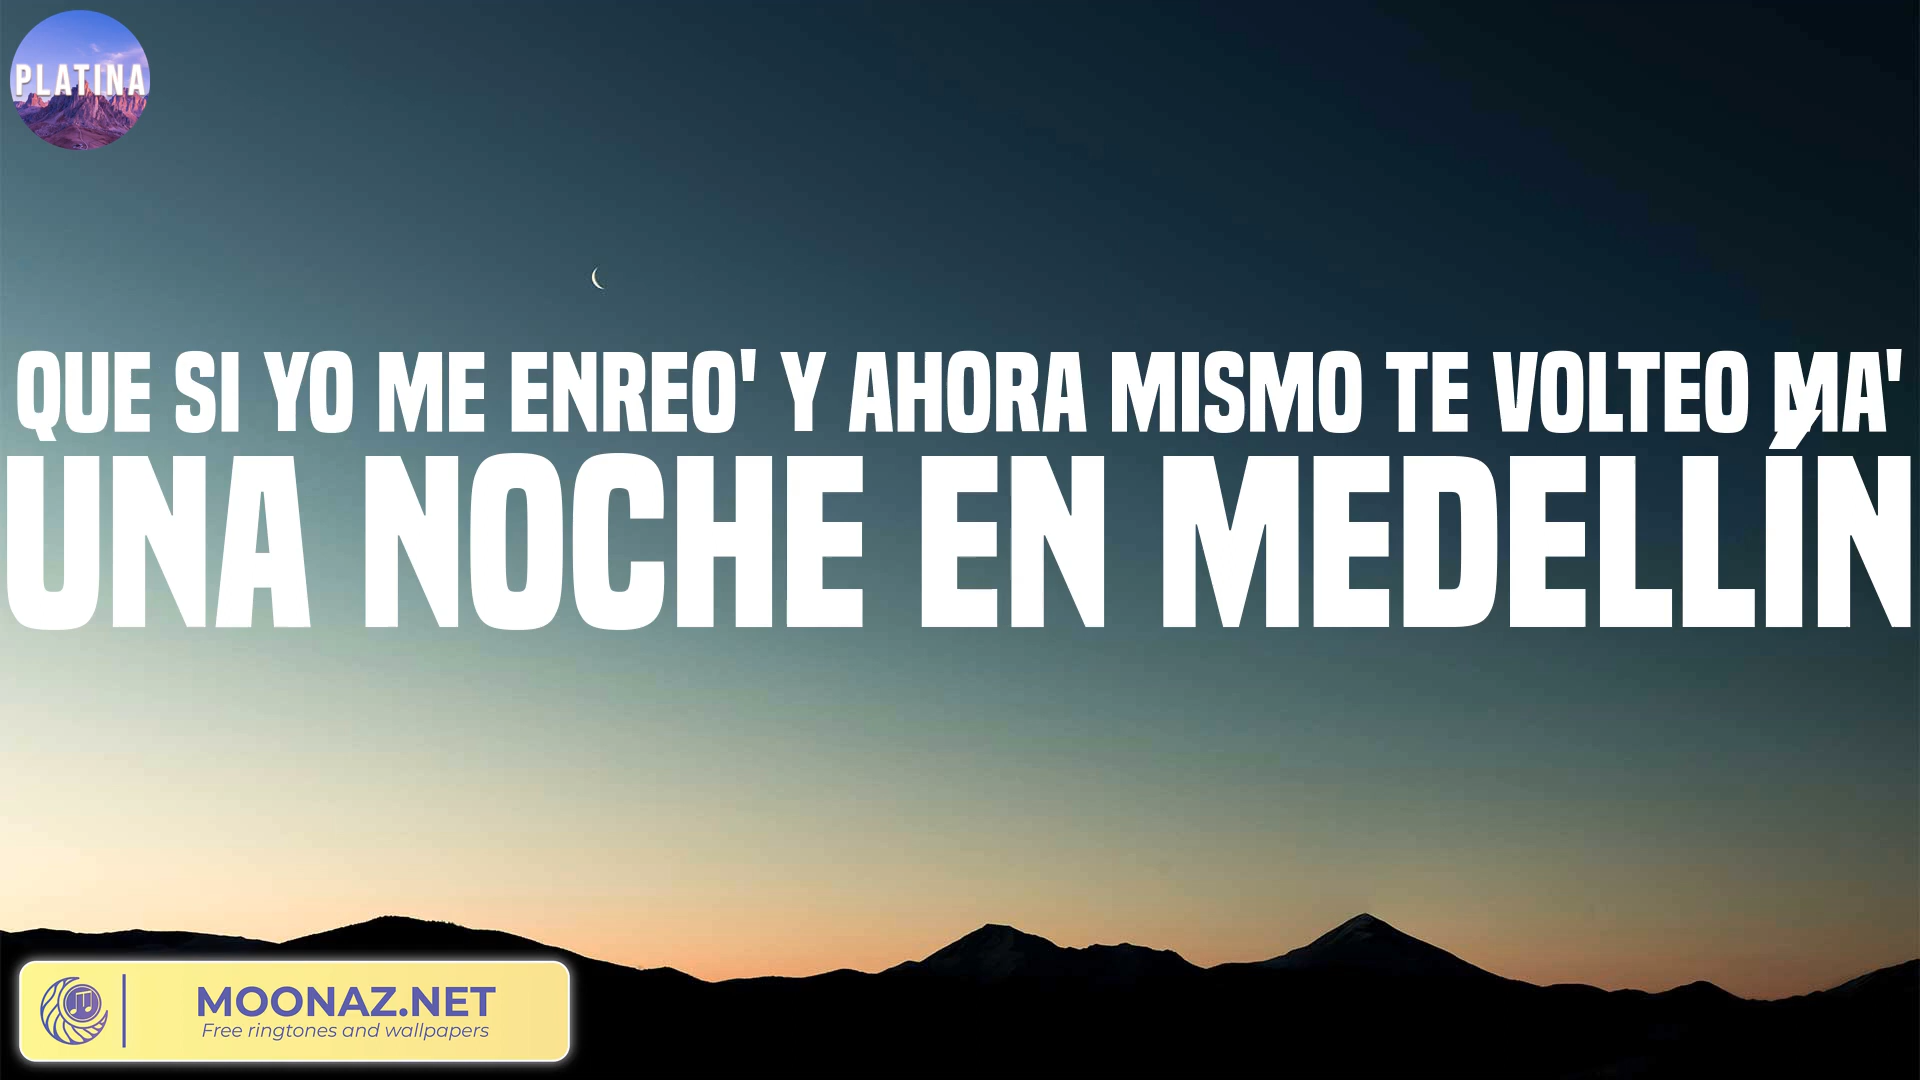 PLATINA
QUE SI YO ME ENREO' Y AHORA MISMO TE VOLTEO MA'
UNA NOCHE EN MEDELLÍN
MOONAZ.NET
Free ringtones and wallpapers